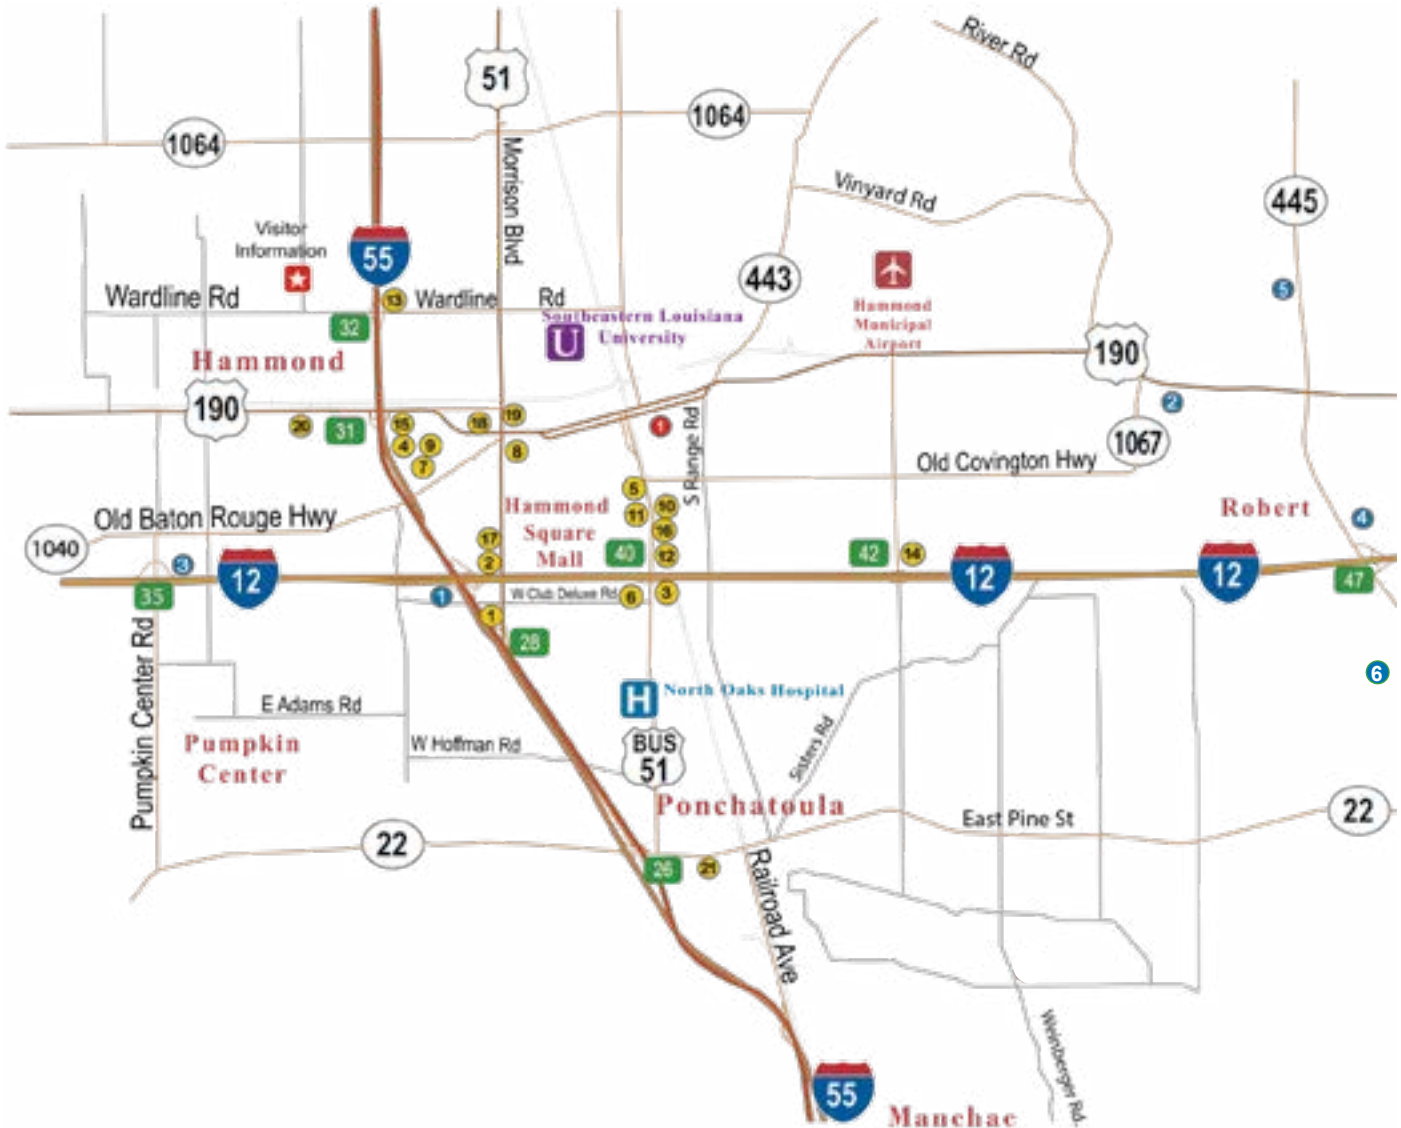 River Rd
51
1064
1064
Morrison Blvd
Vinyard Rd
445
Visitor
Information
55
443
5
Wardline Rd
13
Wardline
Rd
32
Southeastern Louisiana
University
U
Hammond
Municipal
Airport
Hammond
190
190
2
20
31
15
4
9
7
18
19
8
1
S Range Rd
1067
Old Covington Hwy
5
10
11
16
12
Hammond
Square
Mall
Robert
4
Old Baton Rouge Hwy
1040
3
12
17
2
40
42
14
12
12
47
35
1
W Club Deluxe Rd
6
3
1
28
6
Pumpkin Center Rd
E Adams Rd
H
North Oaks Hospital
Pumpkin
Center
W Hoffman Rd
BUS
51
Sisters Rd
Ponchatoula
East Pine St
22
22
26
21
Railroad Ave
Weinberger Rd.
55
Manchac